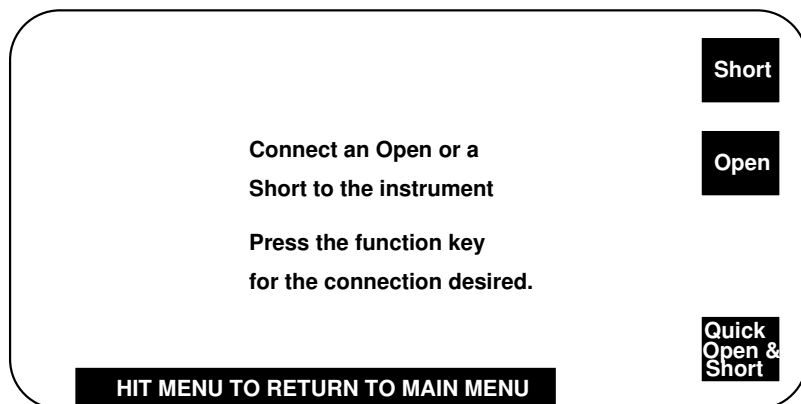 Short
Connect an Open or a
Short to the instrument
Open
Press the function key
for the connection desired.
Quick
Open &
Short
HIT MENU TO RETURN TO MAIN MENU